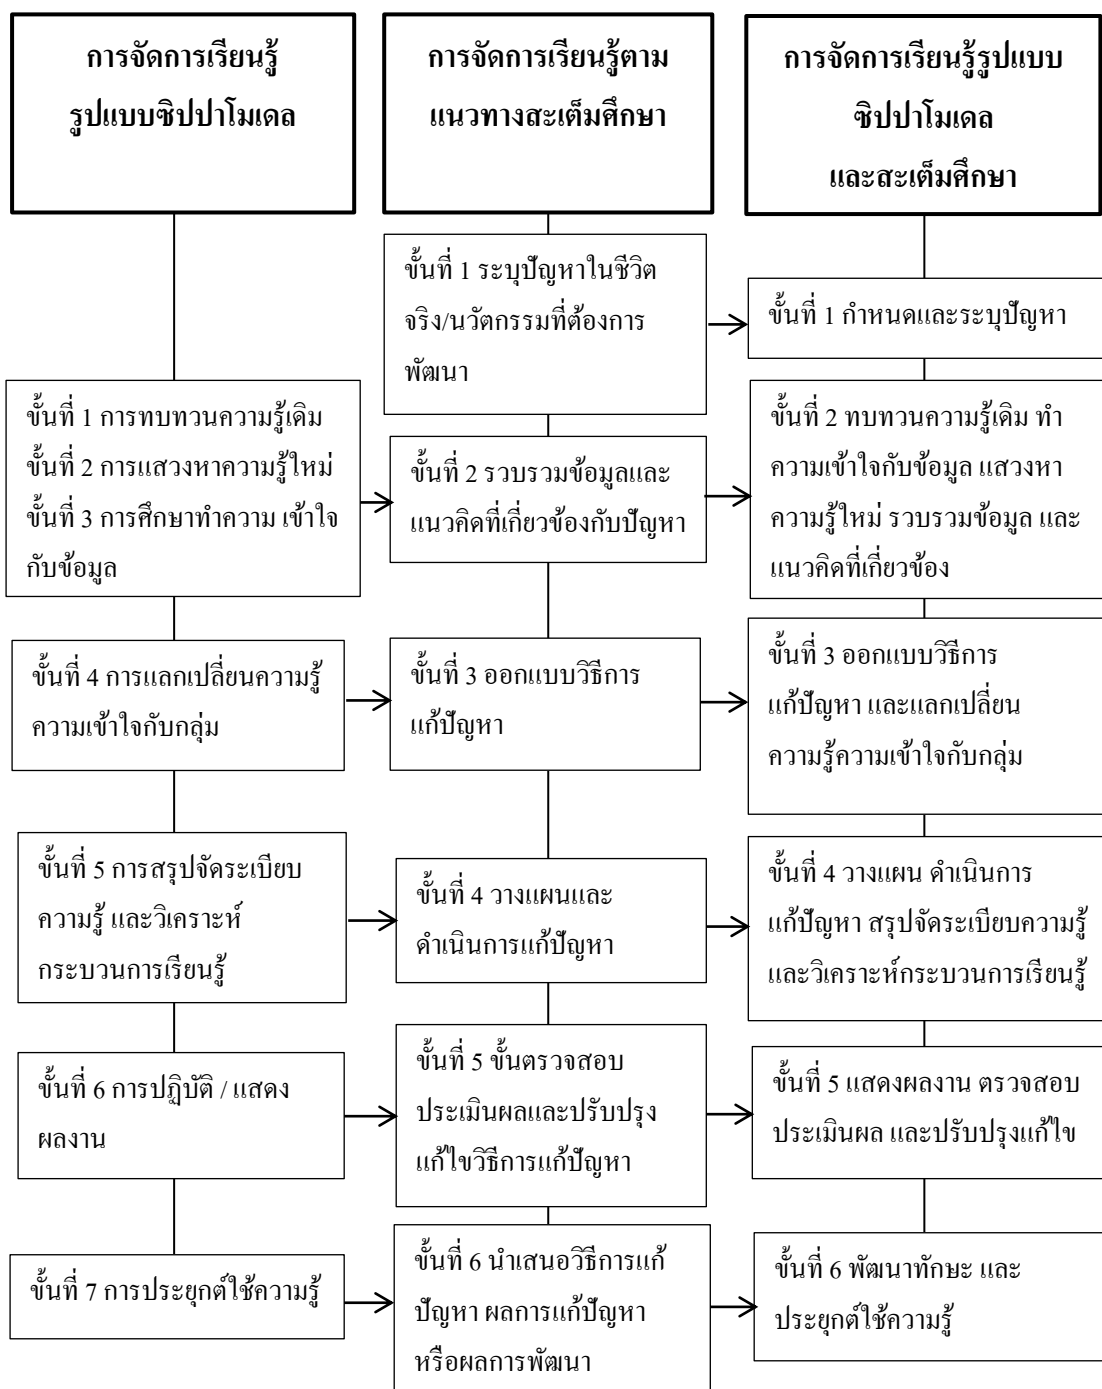 การจัดการเรียนรู้
รูปแบบซิปปาโมเดล
การจัดการเรียนรู้ตาม
แนวทางสะเต็มศึกษา
การจัดการเรียนรู้รูปแบบ
ซิปปาโมเดล
และสะเต็มศึกษา
ขั้นที่ 1 ระบุปัญหาในชีวิต
จริง/นวัตกรรมที่ต้องการ
พัฒนา
ขั้นที่ 1 กำหนดและระบุปัญหา
ขั้นที่ 1 การทบทวนความรู้เดิม
ขั้นที่ 2 การแสวงหาความรู้ใหม่
ขั้นที่ 3 การศึกษาทำความ เข้าใจ
กับข้อมูล
ขั้นที่ 2 รวบรวมข้อมูลและ
แนวคิดที่เกี่ยวข้องกับปัญหา
ขั้นที่ 2 ทบทวนความรู้เดิม ทำ
ความเข้าใจกับข้อมูล แสวงหา
ความรู้ใหม่ รวบรวมข้อมูล และ
แนวคิดที่เกี่ยวข้อง
ขั้นที่ 4 การแลกเปลี่ยนความรู้
ความเข้าใจกับกลุ่ม
ขั้นที่ 3 ออกแบบวิธีการ
แก้ปัญหา
ขั้นที่ 3 ออกแบบวิธีการ
แก้ปัญหา และแลกเปลี่ยน
ความรู้ความเข้าใจกับกลุ่ม
ขั้นที่ 5 การสรุปจัดระเบียบ
ความรู้ และวิเคราะห์
กระบวนการเรียนรู้
ขั้นที่ 4 วางแผนและ
ดำเนินการแก้ปัญหา
ขั้นที่ 4 วางแผน ดำเนินการ
แก้ปัญหา สรุปจัดระเบียบความรู้
และวิเคราะห์กระบวนการเรียนรู้
ขั้นที่ 6 การปฏิบัติ / แสดง
ผลงาน
ขั้นที่ 5 ขั้นตรวจสอบ
ประเมินผลและปรับปรุง
แก้ไขวิธีการแก้ปัญหา
ขั้นที่ 5 แสดงผลงาน ตรวจสอบ
ประเมินผล และปรับปรุงแก้ไข
ขั้นที่ 7 การประยุกต์ใช้ความรู้
ขั้นที่ 6 นำเสนอวิธีการแก้
ปัญหา ผลการแก้ปัญหา
หรือผลการพัฒนา
ขั้นที่ 6 พัฒนาทักษะ และ
ประยุกต์ใช้ความรู้